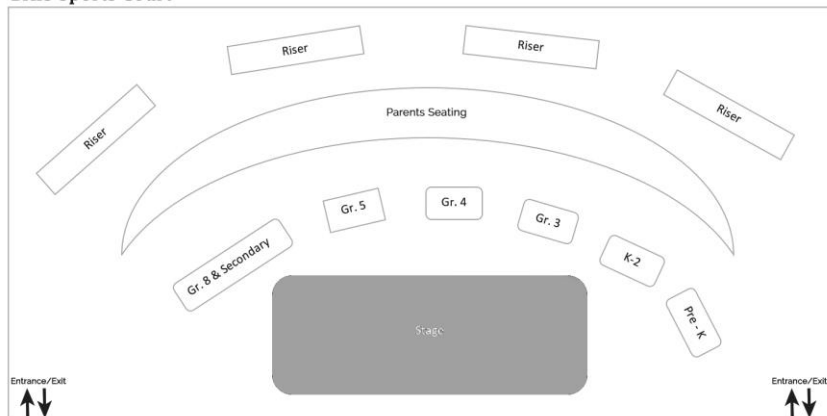 Riser
Riser
Riser
Riser
Parents Seating
Gr. 5
Gr. 4
Gr. 3
Gr. 8 & Secondary
K-2
Pre - K
Stage
Entrance/Exit
Entrance/Exit